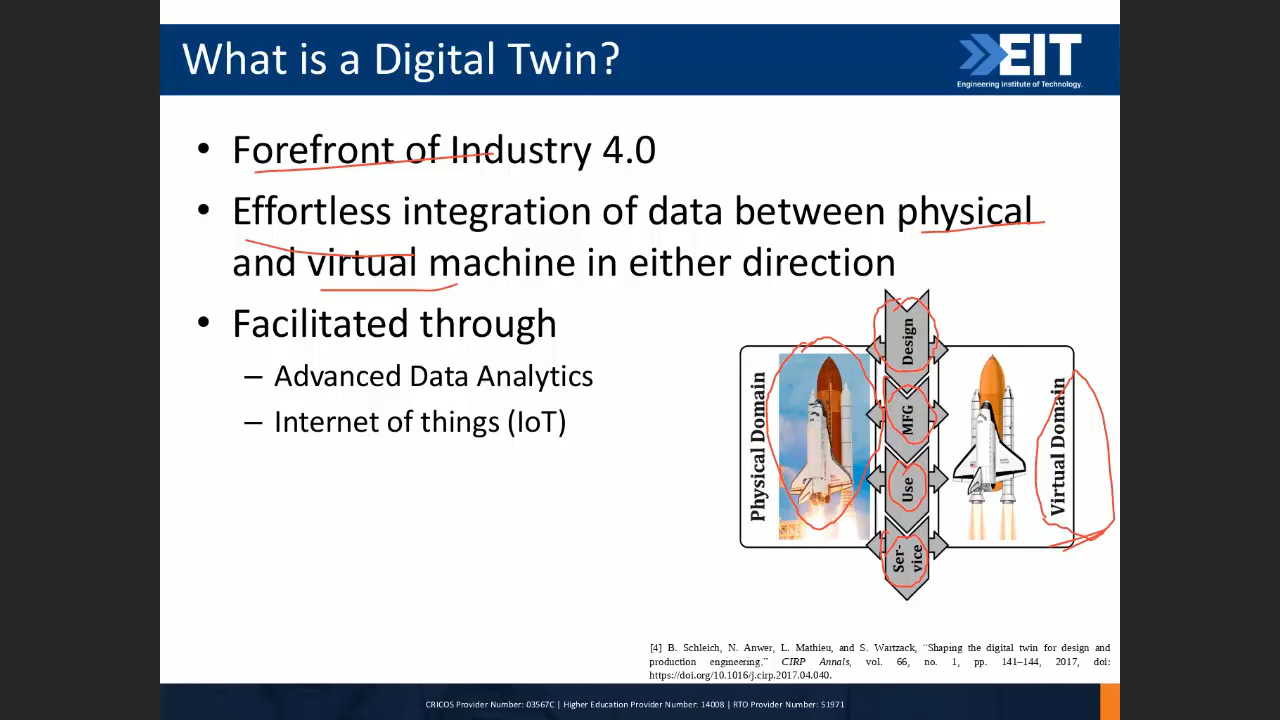 What is a Digital Twin?
EIT
Engineering Institute of Technology.
• Forefront of Industry 4.0
• Effortless integration of data between physical
and virtual machine in either direction
• Facilitated through
– Advanced Data Analytics
– Internet of things (IoT)
Physical Domain
Design
MFG
Use
Ser-
vice
Virtual Domain
[4] B. Schleich, N. Anwer, L. Mathieu, and S. Wartzack, "Shaping the digital twin for design and
production engineering," CIRP Annals, vol. 66, no. 1, pp. 141–144, 2017, doi:
https://doi.org/10.1016/j.cirp.2017.04.040.
CRICOS Provider Number: 03567C | Higher Education Provider Number: 14008 | RTO Provider Number: 51971